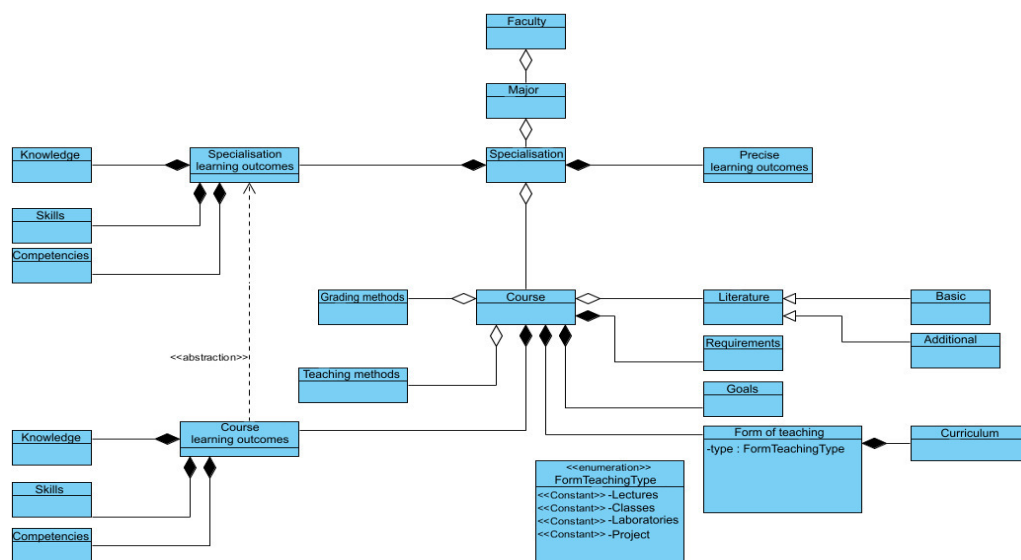 Faculty
Major
Knowledge
Specialisation
learning outcomes
Specialisation
Precise
learning outcomes
Skills
Competencies
Grading methods
Course
Literature
Basic
Requirements
Additional
<<abstraction>>
Teaching methods
Goals
Knowledge
Course
learning outcomes
Form of teaching
-type : FormTeachingType
Curriculum
Skills
Competencies
<<enumeration>>
FormTeachingType
<<Constant>> -Lectures
<<Constant>> -Classes
<<Constant>> -Laboratories
<<Constant>> -Project